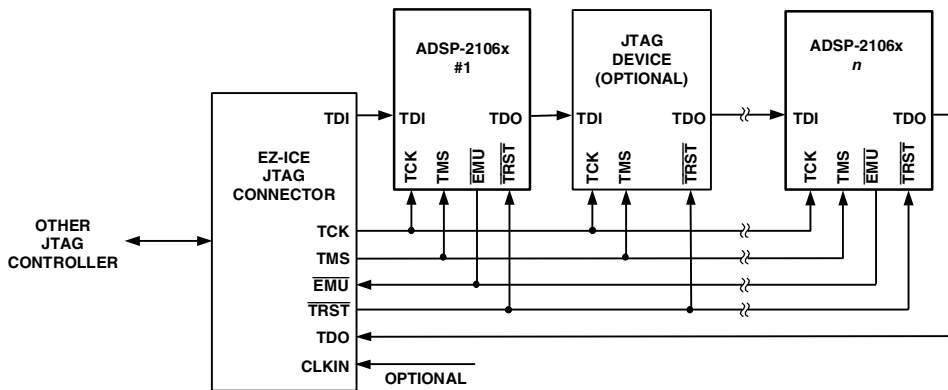 ADSP-2106x
#1
TDI
TDO
TCK
TMS
EMU
TRST
JTAG
DEVICE
(OPTIONAL)
TDI
TDO
TCK
TMS
TRST
ADSP-2106x
n
TDI
TDO
TCK
TMS
EMU
TRST
TDI
EZ-ICE
JTAG
CONNECTOR
TCK
TMS
EMU
TRST
TDO
CLKIN
OTHER
JTAG
CONTROLLER
OPTIONAL